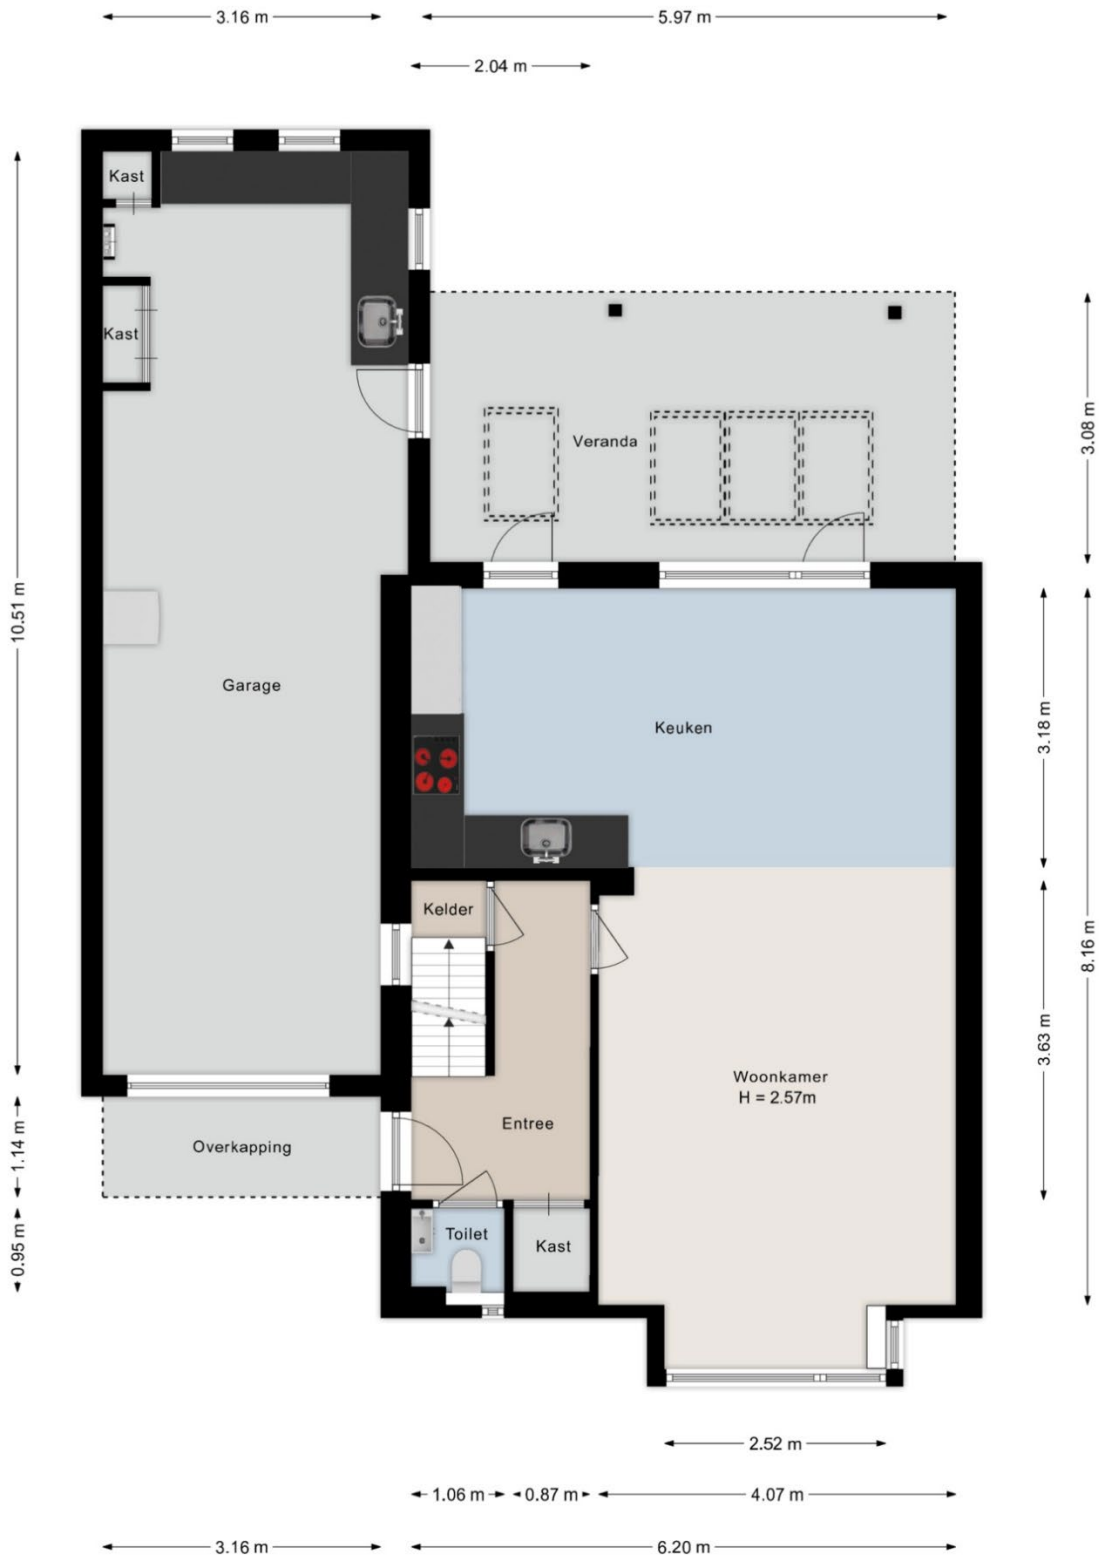 3.16 m
5.97 m
2.04 m
Kast
Kast
Veranda
3.08 m
10.51 m
Garage
Keuken
3.18 m
Kelder
8.16 m
3.63 m
Woonkamer
H = 2.57m
Entree
Overkapping
1.14 m
Toilet
Kast
0.95 m
2.52 m
1.06 m
0.87 m
4.07 m
3.16 m
6.20 m